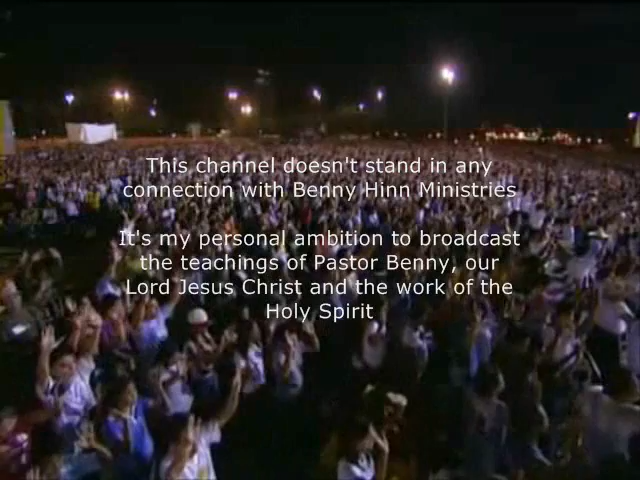 This channel doesn't stand in any
connection with Benny Hinn Ministries
It's my personal ambition to broadcast
the teachings of Pastor Benny, our
Lord Jesus Christ and the work of the
Holy Spirit